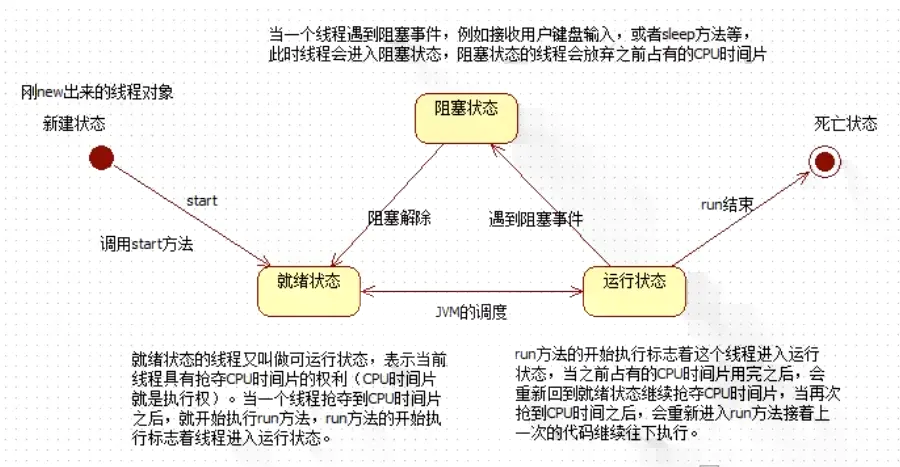 当一个线程遇到阻塞事件，例如接收用户键盘输入，或者sleep方法等，
此时线程会进入阻塞状态，阻塞状态的线程会放弃之前占有的CPU时间片
刚new出来的线程对象
新建状态
阻塞状态
死亡状态
start
调用start方法
阻塞解除
遇到阻塞事件
run结束
就绪状态
运行状态
JVM的调度
就绪状态的线程又叫做可运行状态，表示当前
线程具有抢夺CPU时间片的权利（CPU时间片
就是执行权）。当一个线程抢夺到CPU时间片
之后，就开始执行run方法，run方法的开始执
行标志着线程进入运行状态。
run方法的开始执行标志着这个线程进入运行
状态，当之前占有的CPU时间片用完之后，会
重新回到就绪状态继续抢夺CPU时间片，当再次
抢到CPU时间之后，会重新进入run方法接着上
一次的代码继续往下执行。